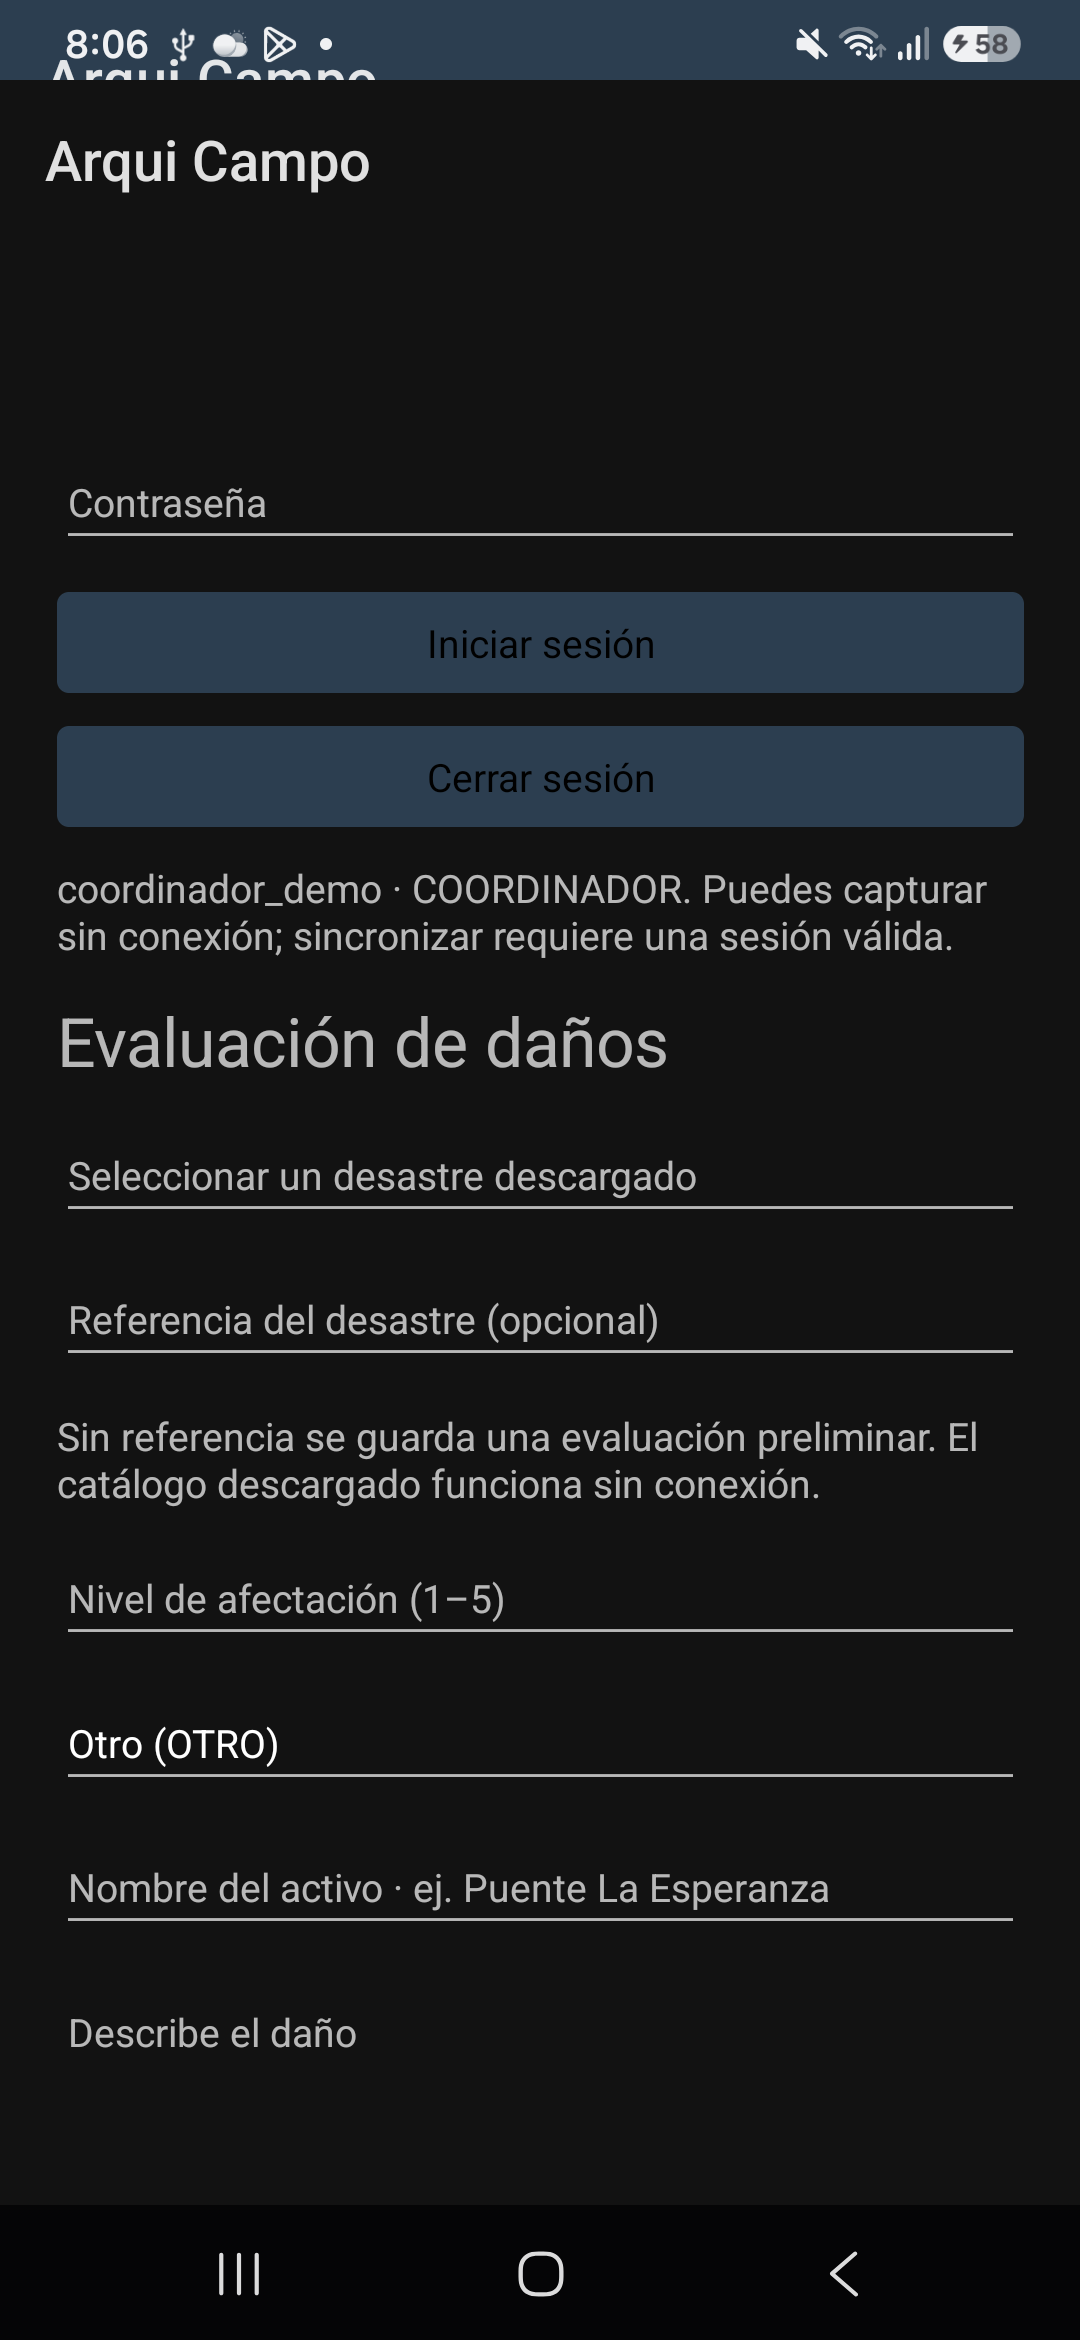 8:06
58
Arqui Campo
Arqui Campo
Contraseña
Iniciar sesión
Cerrar sesión
coordinador_demo · COORDINADOR. Puedes capturar
sin conexión; sincronizar requiere una sesión válida.
Evaluación de daños
Seleccionar un desastre descargado
Referencia del desastre (opcional)
Sin referencia se guarda una evaluación preliminar. El
catálogo descargado funciona sin conexión.
Nivel de afectación (1–5)
Otro (OTRO)
Nombre del activo · ej. Puente La Esperanza
Describe el daño